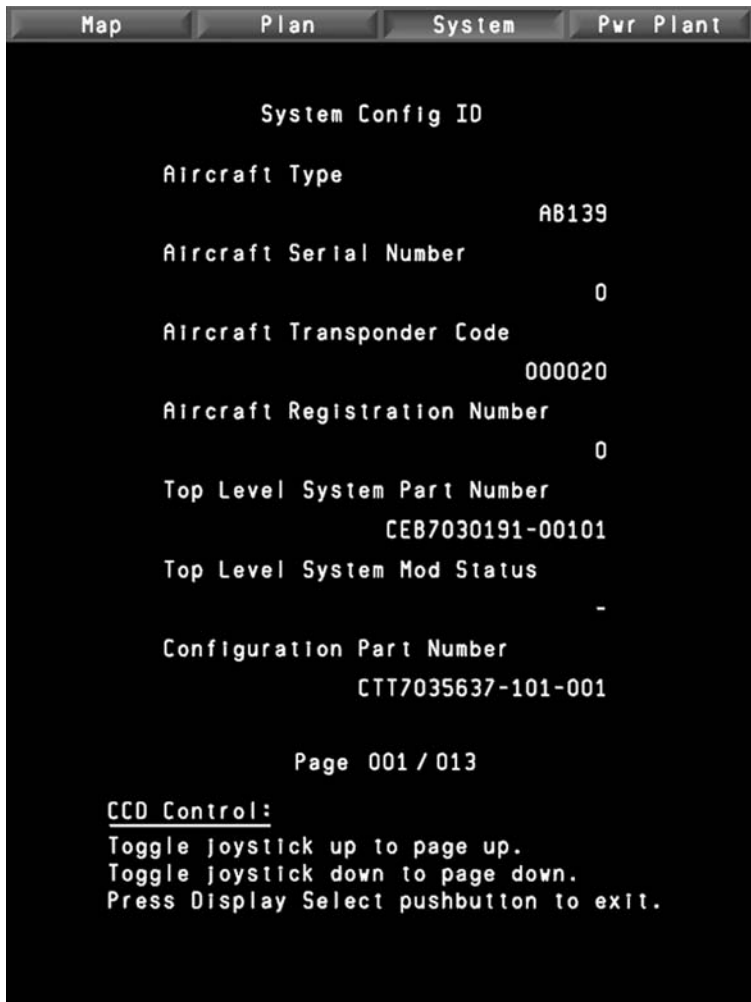 Map Plan System Pwr Plant
System Config ID
Aircraft Type
AB139
Aircraft Serial Number
0
Aircraft Transponder Code
000020
Aircraft Registration Number
0
Top Level System Part Number
CEB7030191-00101
Top Level System Mod Status
-
Configuration Part Number
CTT7035637-101-001
Page 001 / 013
CCD Control:
Toggle joystick up to page up.
Toggle joystick down to page down.
Press Display Select pushbutton to exit.